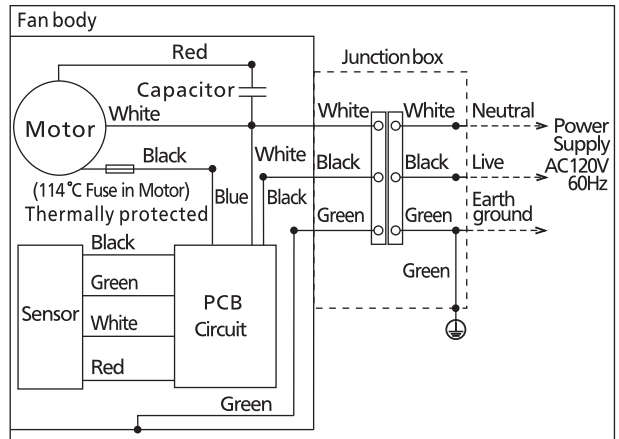 Fan body
Red
Junction box
Capacitor
White
White
White
Neutral
Motor
Power
Supply
AC120V
60Hz
Black
White
Black
Black
Live
(114°C Fuse in Motor)
Thermally protected
Blue
Black
Green
Green
Earth
ground
Black
Green
Green
Sensor
PCB
Circuit
White
Red
Green